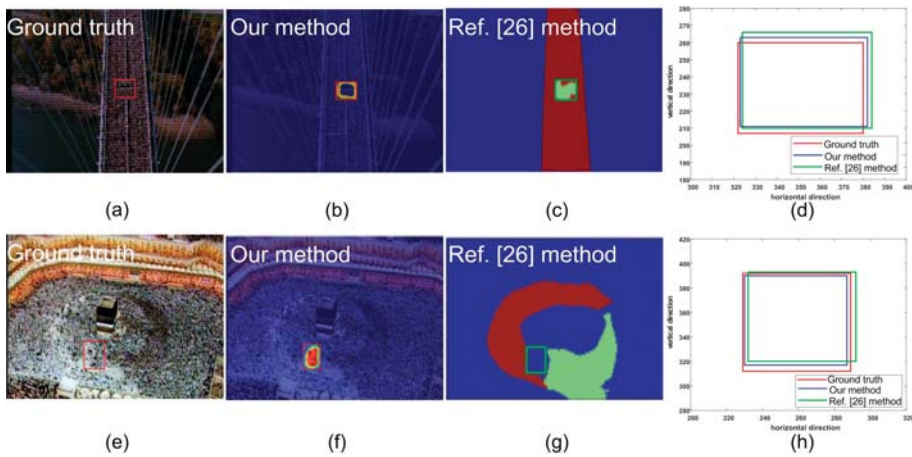 Ground truth
Our method
Ref. [26] method
vertical direction
280
270
260
250
240
230
220
210
200
190
180
Ground truth
Our method
Ref. [26] method
300 310 320 330 340 350 360 370 380 390 400
horizontal direction
(a)
(b)
(c)
(d)
Ground truth
Our method
Ref. [26] method
vertical direction
420
400
380
360
340
320
300
280
Ground truth
Our method
Ref. [26] method
200 220 240 260 280 300 320
horizontal direction
(e)
(f)
(g)
(h)